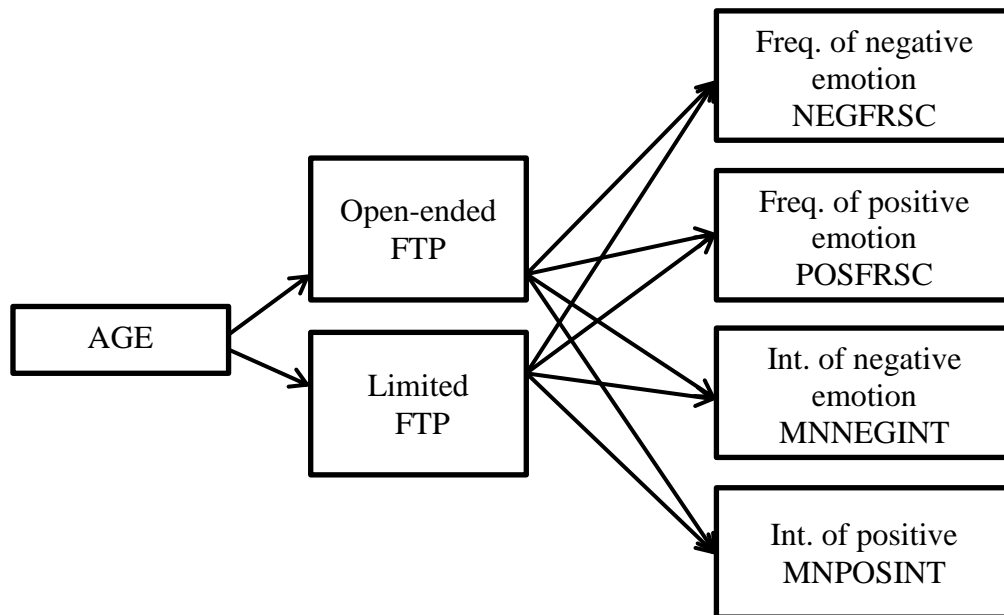 AGE
Open-ended
FTP
Limited
FTP
Freq. of negative
emotion
NEGFRSC
Freq. of positive
emotion
POSFRSC
Int. of negative
emotion
MNNEGINT
Int. of positive
MNPOSINT